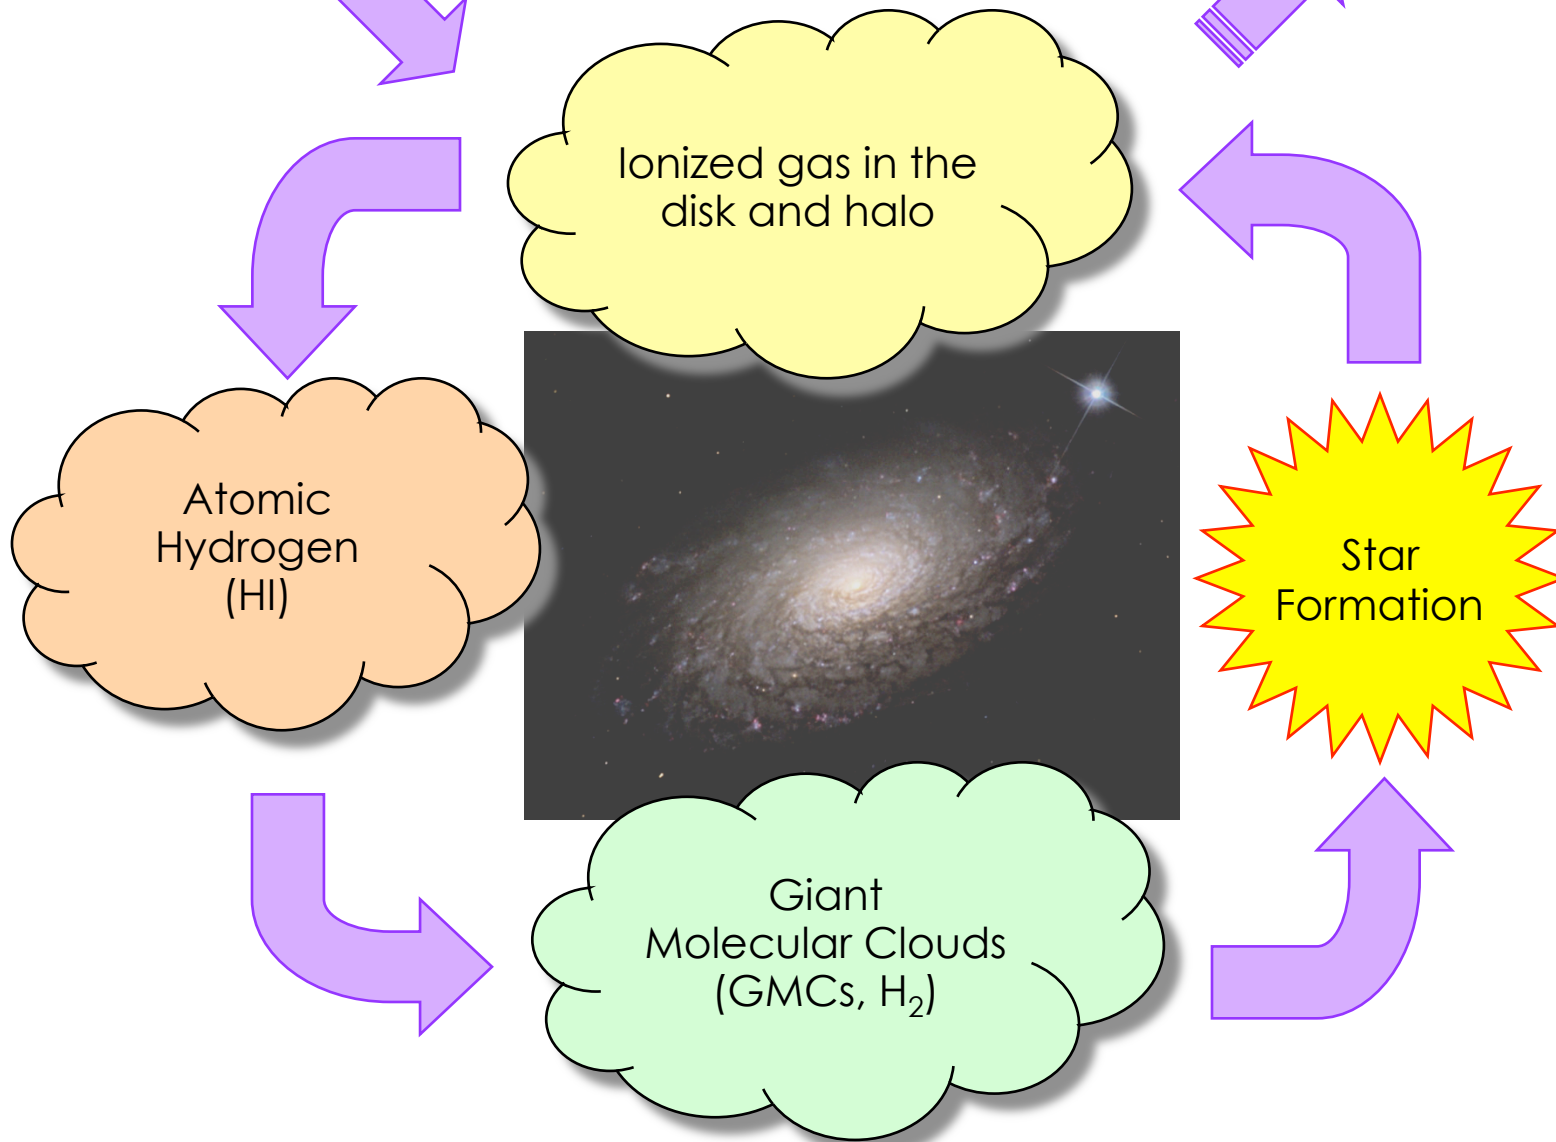 Ionized gas in the
disk and halo
Atomic
Hydrogen
(HI)
Star
Formation
Giant
Molecular Clouds
(GMCs, H₂)